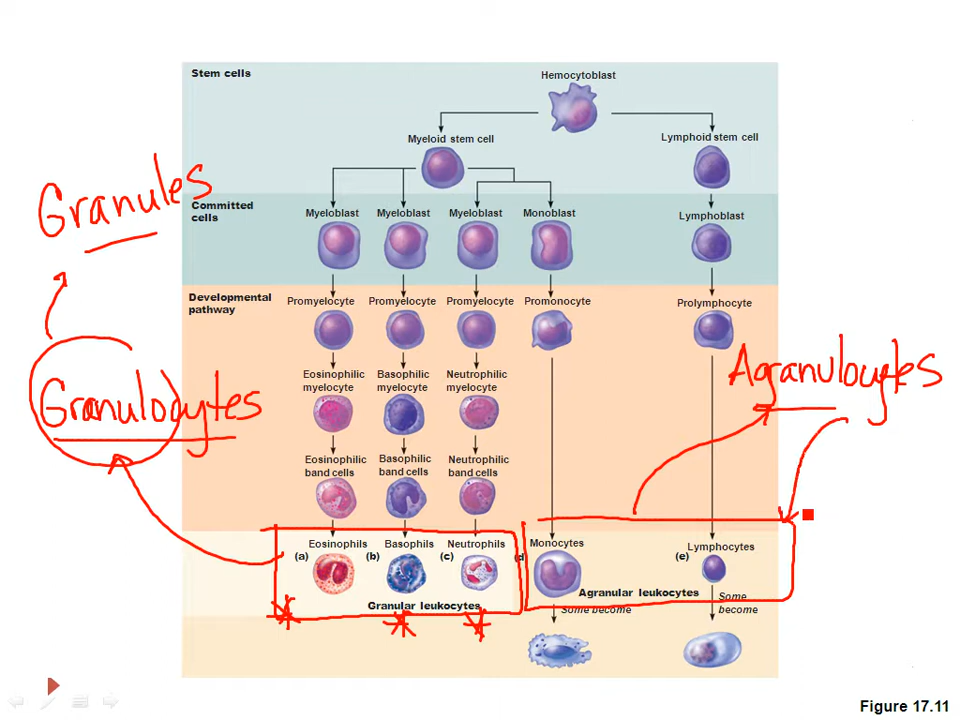 Stem cells
Hemocytoblast
Myeloid stem cell
Lymphoid stem cell
Granules
Committed
cells
Myeloblast Myeloblast Myeloblast Monoblast Lymphoblast
Developmental
pathway
Promyelocyte Promyelocyte Promyelocyte Promonocyte Prolymphocyte
Agranulocytes
Granulocytes
Eosinophilic
myelocyte
Basophilic
myelocyte
Neutrophilic
myelocyte
Eosinophilic
band cells
Basophilic
band cells
Neutrophilic
band cells
Eosinophils Basophils Neutrophils Monocytes Lymphocytes
(a) (b) (c) (d) (e)
Granular leukocytes
Agranular leukocytes
Some become
Some
become
Figure 17.11